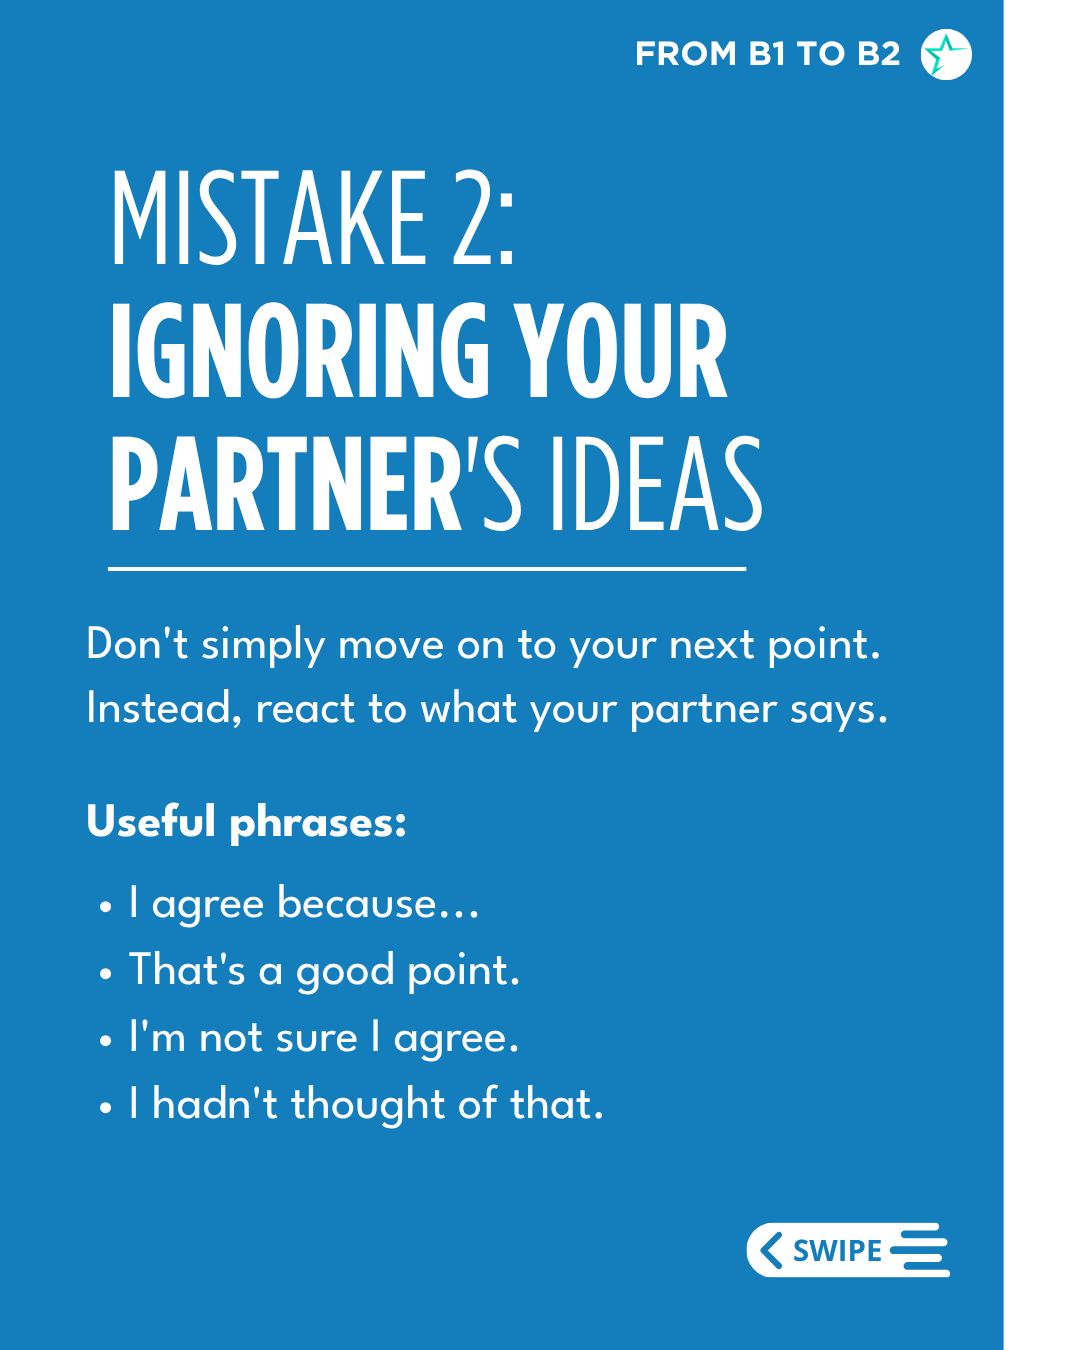 FROM B1 TO B2
MISTAKE 2:
IGNORING YOUR
PARTNER'S IDEAS
Don't simply move on to your next point.
Instead, react to what your partner says.
Useful phrases:
• I agree because...
• That's a good point.
• I'm not sure I agree.
• I hadn't thought of that.
SWIPE